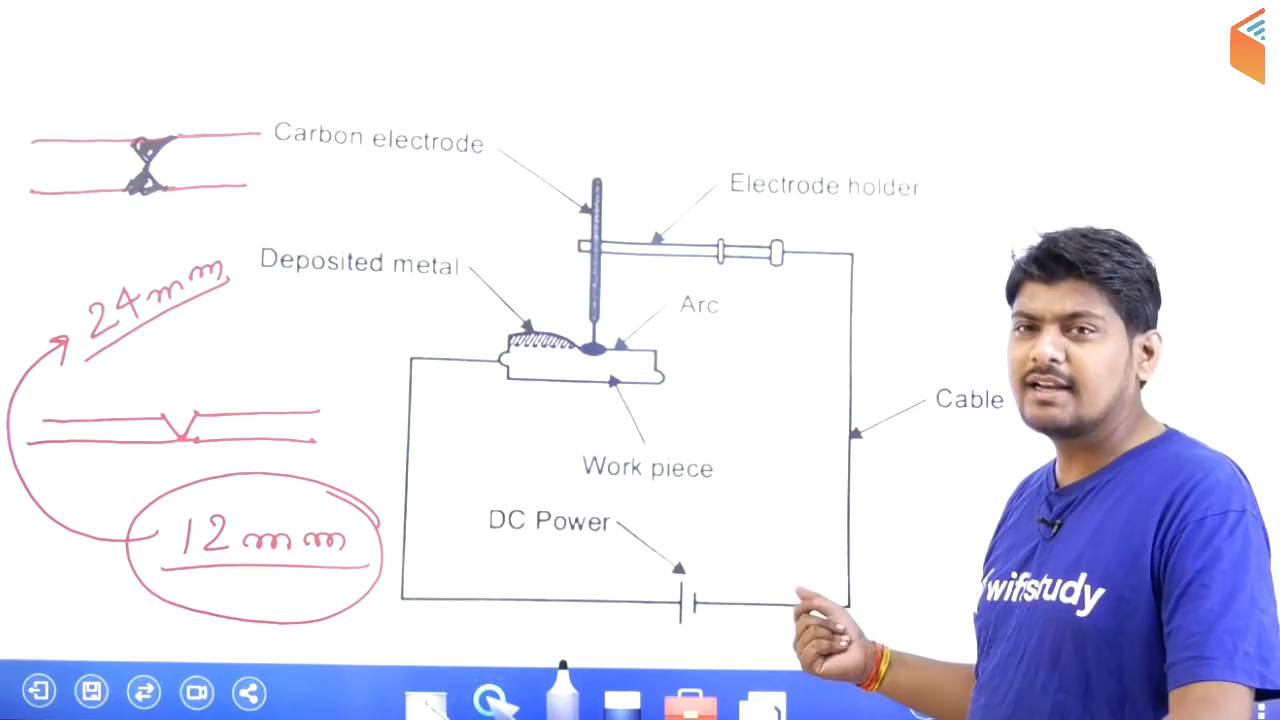 Carbon electrode
Electrode holder
Deposited metal
24mm
Arc
Cable
Work piece
DC Power
12mm
wifistudy